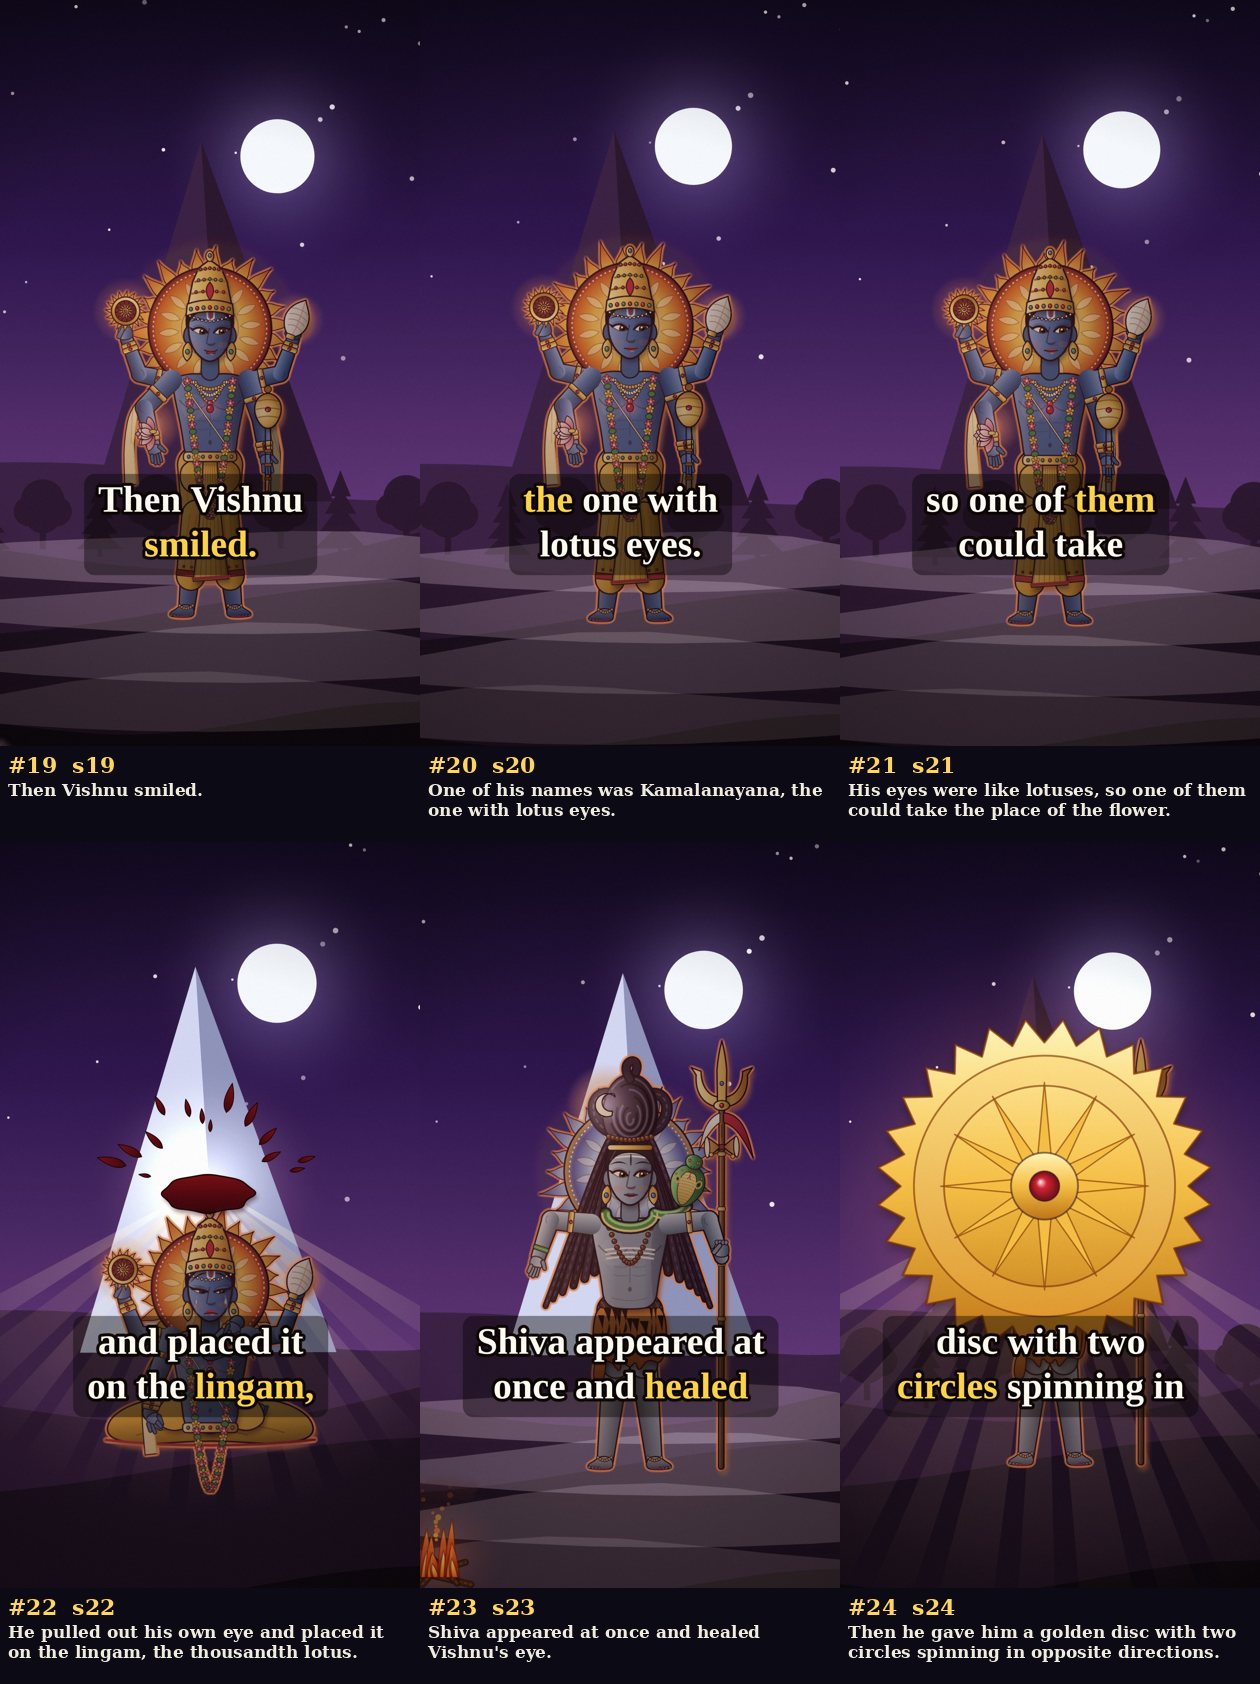 Then Vishnu
smiled.
the one with
lotus eyes.
so one of them
could take
#19 s19
Then Vishnu smiled.
#20 s20
One of his names was Kamalanayana, the
one with lotus eyes.
#21 s21
His eyes were like lotuses, so one of them
could take the place of the flower.
and placed it
on the lingam,
Shiva appeared at
once and healed
disc with two
circles spinning in
#22 s22
He pulled out his own eye and placed it
on the lingam, the thousandth lotus.
#23 s23
Shiva appeared at once and healed
Vishnu's eye.
#24 s24
Then he gave him a golden disc with two
circles spinning in opposite directions.